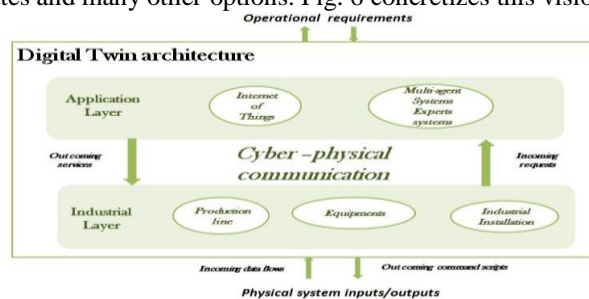 tes and many other options. Fig. 6 concretizes this visio
Operational requirements
Digital Twin architecture
Application
Layer
Internet
of
Things
Multi-agent
Systems
Experts
systems
Out coming
services
Cyber –physical
communication
Incoming
requests
Industrial
Layer
Production
line
Equipments
Industrial
Installation
Incoming data flows
Out coming command scripts
Physical system inputs/outputs